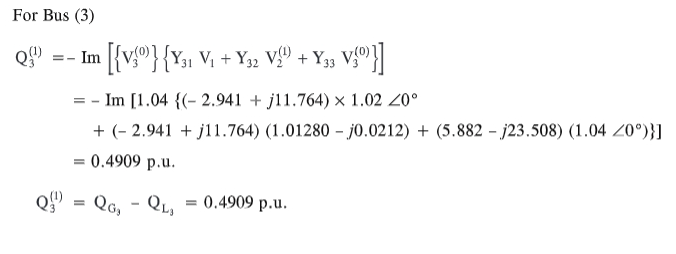 For Bus (3)
Q₃⁽¹⁾ = – Im [{V₃⁽⁰⁾} {Y₃₁ V₁ + Y₃₂ V₂⁽¹⁾ + Y₃₃ V₃⁽⁰⁾}]
= – Im [1.04 {(– 2.941 + j11.764) × 1.02 ∠0°
+ (– 2.941 + j11.764) (1.01280 – j0.0212) + (5.882 – j23.508) (1.04 ∠0°)}]
= 0.4909 p.u.
Q₃⁽¹⁾ = Q_G₃ – Q_L₃ = 0.4909 p.u.